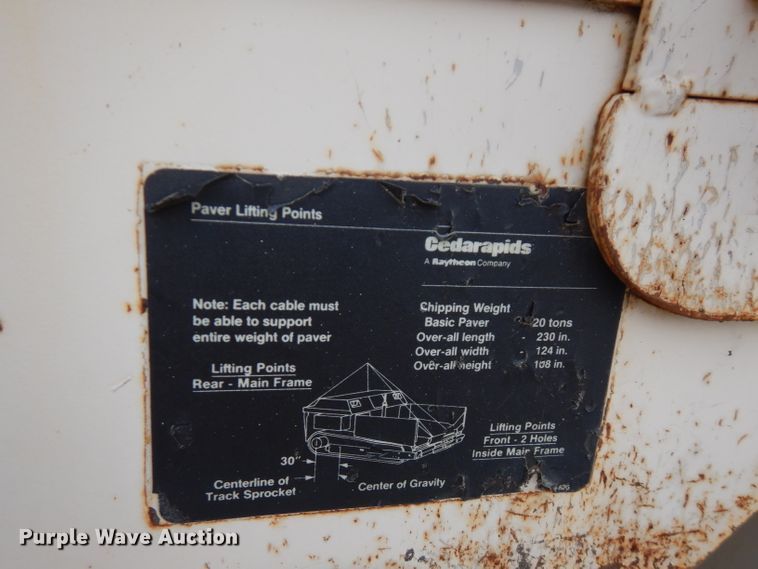 Paver Lifting Points
Cedarapids
A Raytheon Company
Note: Each cable must
be able to support
entire weight of paver
Shipping Weight
Basic Paver - 20 tons
Over-all length - 230 in.
Over-all width - 124 in.
Over-all height - 108 in.
Lifting Points
Rear - Main Frame
Lifting Points
Front - 2 Holes
Inside Main Frame
30"
Centerline of
Track Sprocket
Center of Gravity
Purple Wave Auction